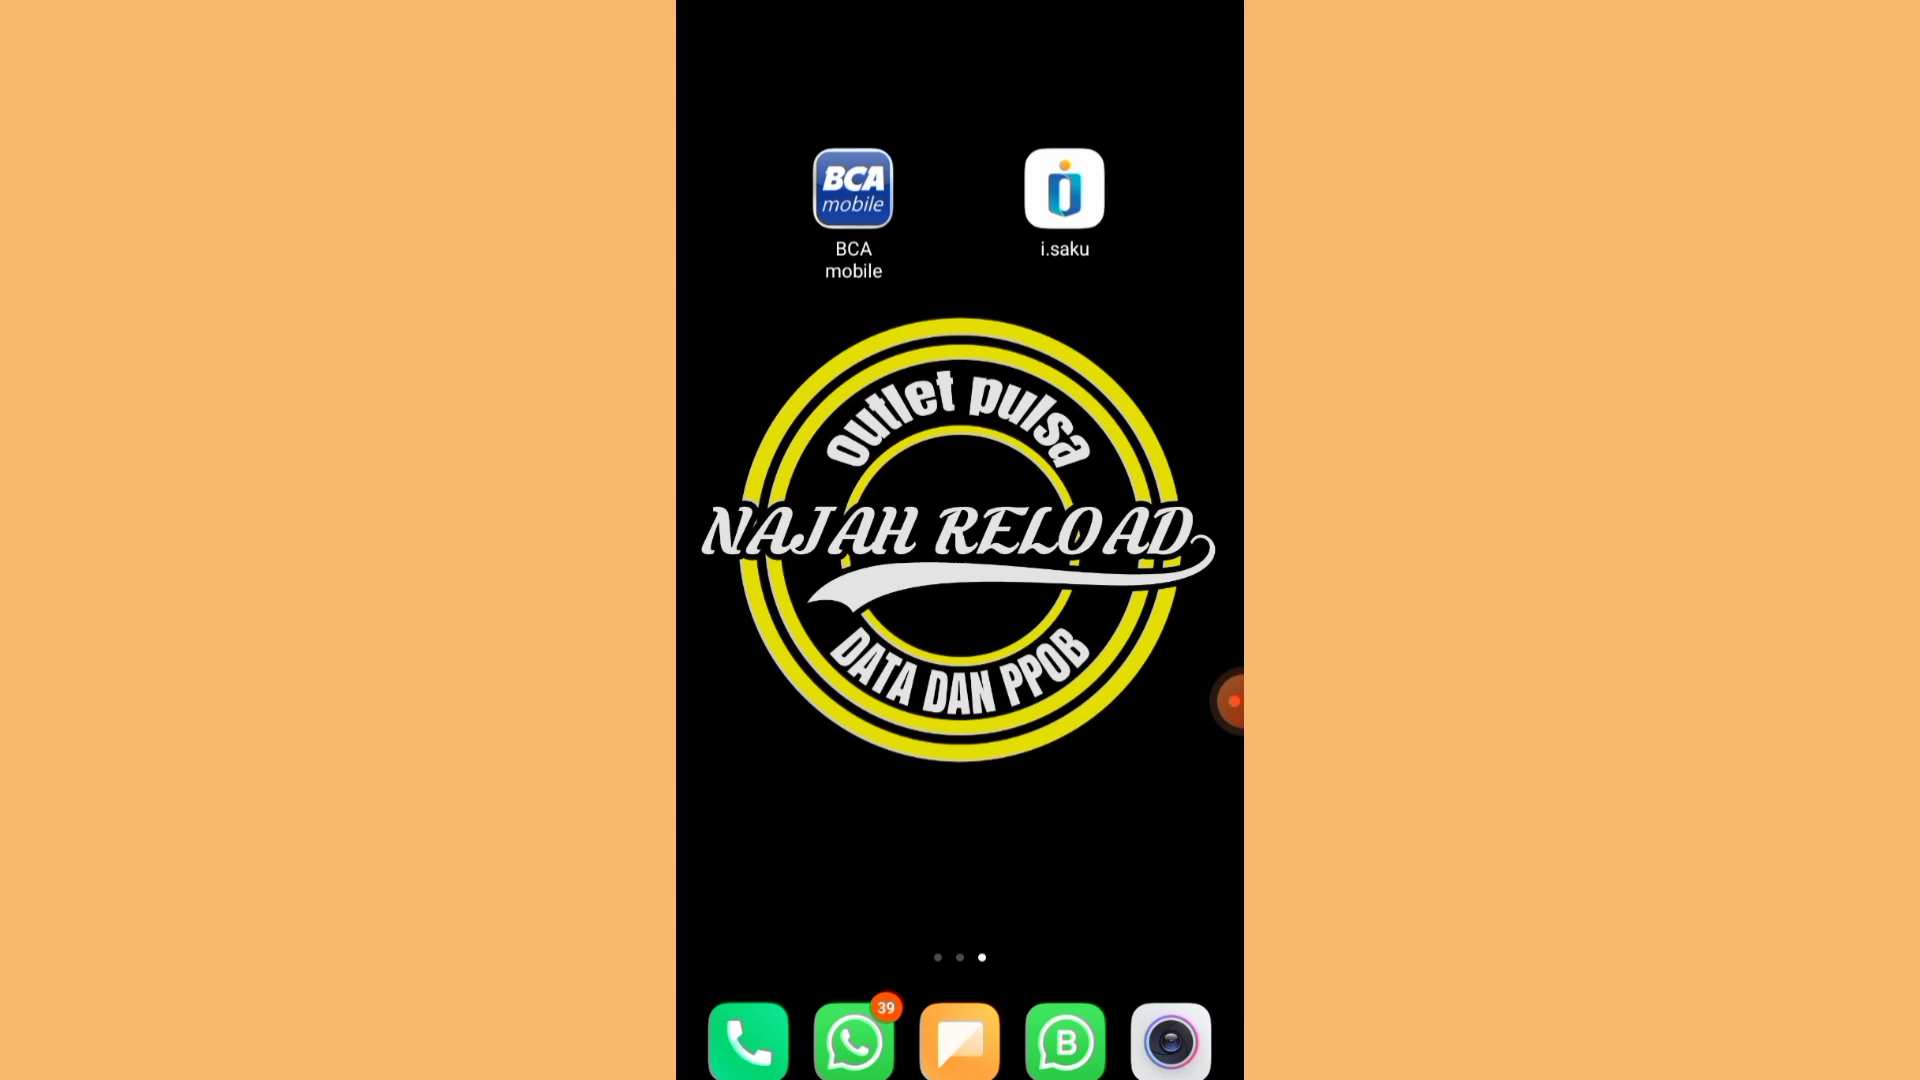 BCA
mobile
BCA
mobile
i.saku
outlet pulsa
NAJAH RELOAD
DATA DAN PPOB
39
B